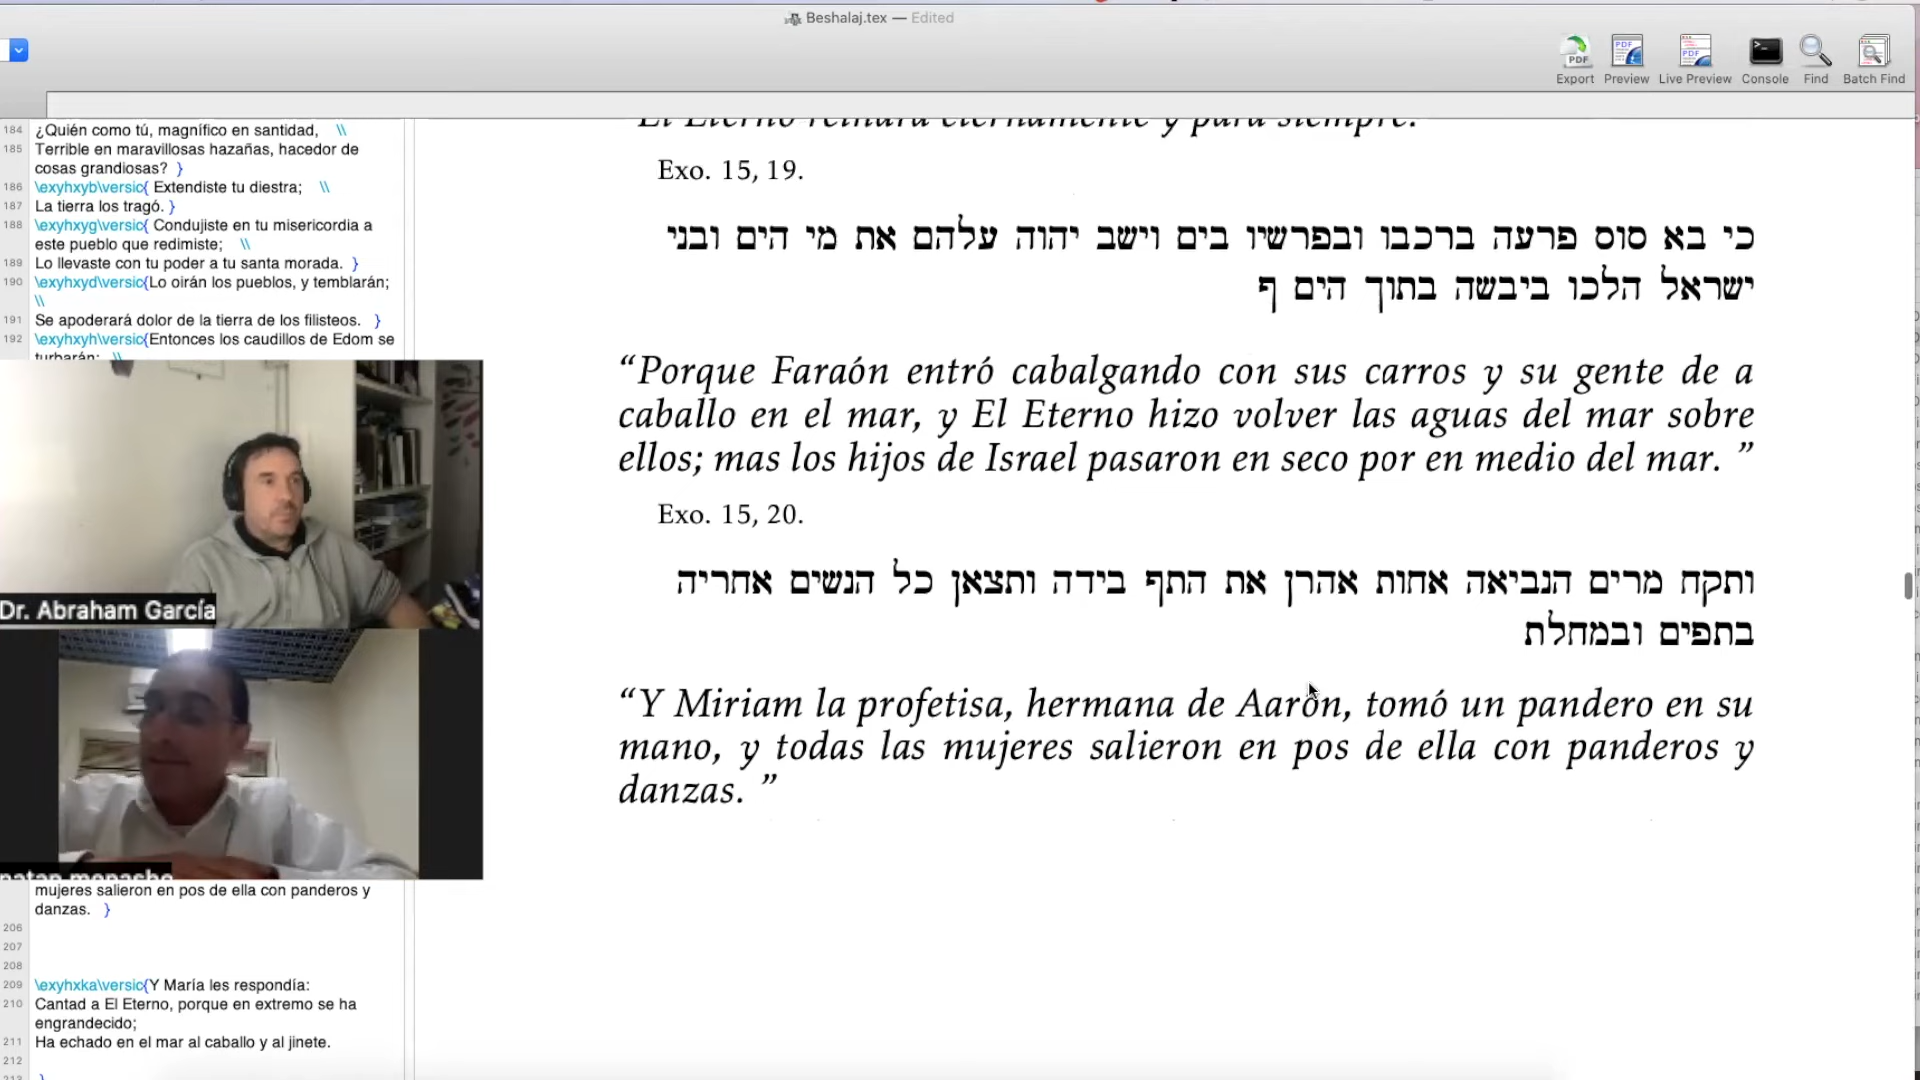 Beshalaj.tex — Edited
Export
Preview
Live Preview
Console
Find
Batch Find
184 ¿Quién como tú, magnífico en santidad, \\
185 Terrible en maravillosas hazañas, hacedor de
cosas grandiosas? }
186 \exyhxyb\versic{ Extendiste tu diestra; \\
187 La tierra los tragó. }
188 \exyhxyg\versic{ Condujiste en tu misericordia a
este pueblo que redimiste; \\
189 Lo llevaste con tu poder a tu santa morada. }
190 \exyhxyd\versic{Lo oirán los pueblos, y temblarán;
\\
191 Se apoderará dolor de la tierra de los filisteos. }
192 \exyhxyh\versic{Entonces los caudillos de Edom se
turbarán; \\
Dr. Abraham García
natan menashe
mujeres salieron en pos de ella con panderos y
danzas. }
206
207
208
209 \exyhxka\versic{Y María les respondía:
210 Cantad a El Eterno, porque en extremo se ha
engrandecido;
211 Ha echado en el mar al caballo y al jinete.
212
213 }
El Eterno reinará eternamente y para siempre.
Exo. 15, 19.
כי בא סוס פרעה ברכבו ובפרשיו בים וישב יהוה עלהם את מי הים ובני
ישראל הלכו ביבשה בתוך הים ף
“Porque Faraón entró cabalgando con sus carros y su gente de a
caballo en el mar, y El Eterno hizo volver las aguas del mar sobre
ellos; mas los hijos de Israel pasaron en seco por en medio del mar. ”
Exo. 15, 20.
ותקח מרים הנביאה אחות אהרן את התף בידה ותצאן כל הנשים אחריה
בתפים ובמחלת
“Y Miriam la profetisa, hermana de Aarón, tomó un pandero en su
mano, y todas las mujeres salieron en pos de ella con panderos y
danzas. ”